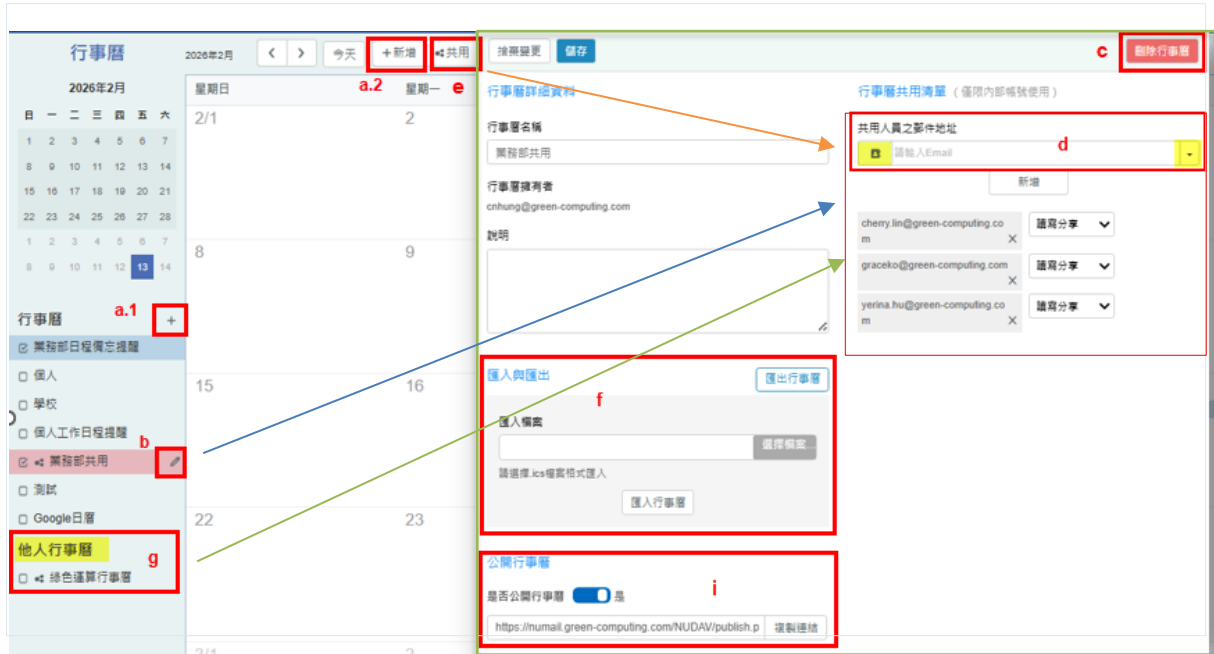 行事曆
2026年2月
今天
+新增
共用
a.2
e
2026年2月
日 一 二 三 四 五 六
1 2 3 4 5 6 7
8 9 10 11 12 13 14
15 16 17 18 19 20 21
22 23 24 25 26 27 28
1 2 3 4 5 6 7
8 9 10 11 12 13 14
a.1
行事曆 +
業務部日程備忘提醒
個人
學校
個人工作日程提醒
b
業務部共用
測試
Google日曆
他人行事曆
g
綠色運算行事曆
星期日 星期一
2/1 2
8 9
15 16
22 23
3/1 2
捨棄變更 儲存
c
刪除行事曆
行事曆詳細資料
行事曆名稱
業務部共用
行事曆擁有者
cnhung@green-computing.com
說明
匯入與匯出
匯出行事曆
f
匯入檔案
選擇檔案...
請選擇.ics檔案格式匯入
匯入行事曆
公開行事曆
i
是否公開行事曆 是
https://numail.green-computing.com/NUDAV/publish.p 複製連結
行事曆共用清單 (僅限內部帳號使用)
共用人員之郵件地址
d
請輸入Email
新增
cherry.lin@green-computing.co
m
讀寫分享
graceko@green-computing.com
讀寫分享
yerina.hu@green-computing.co
m
讀寫分享